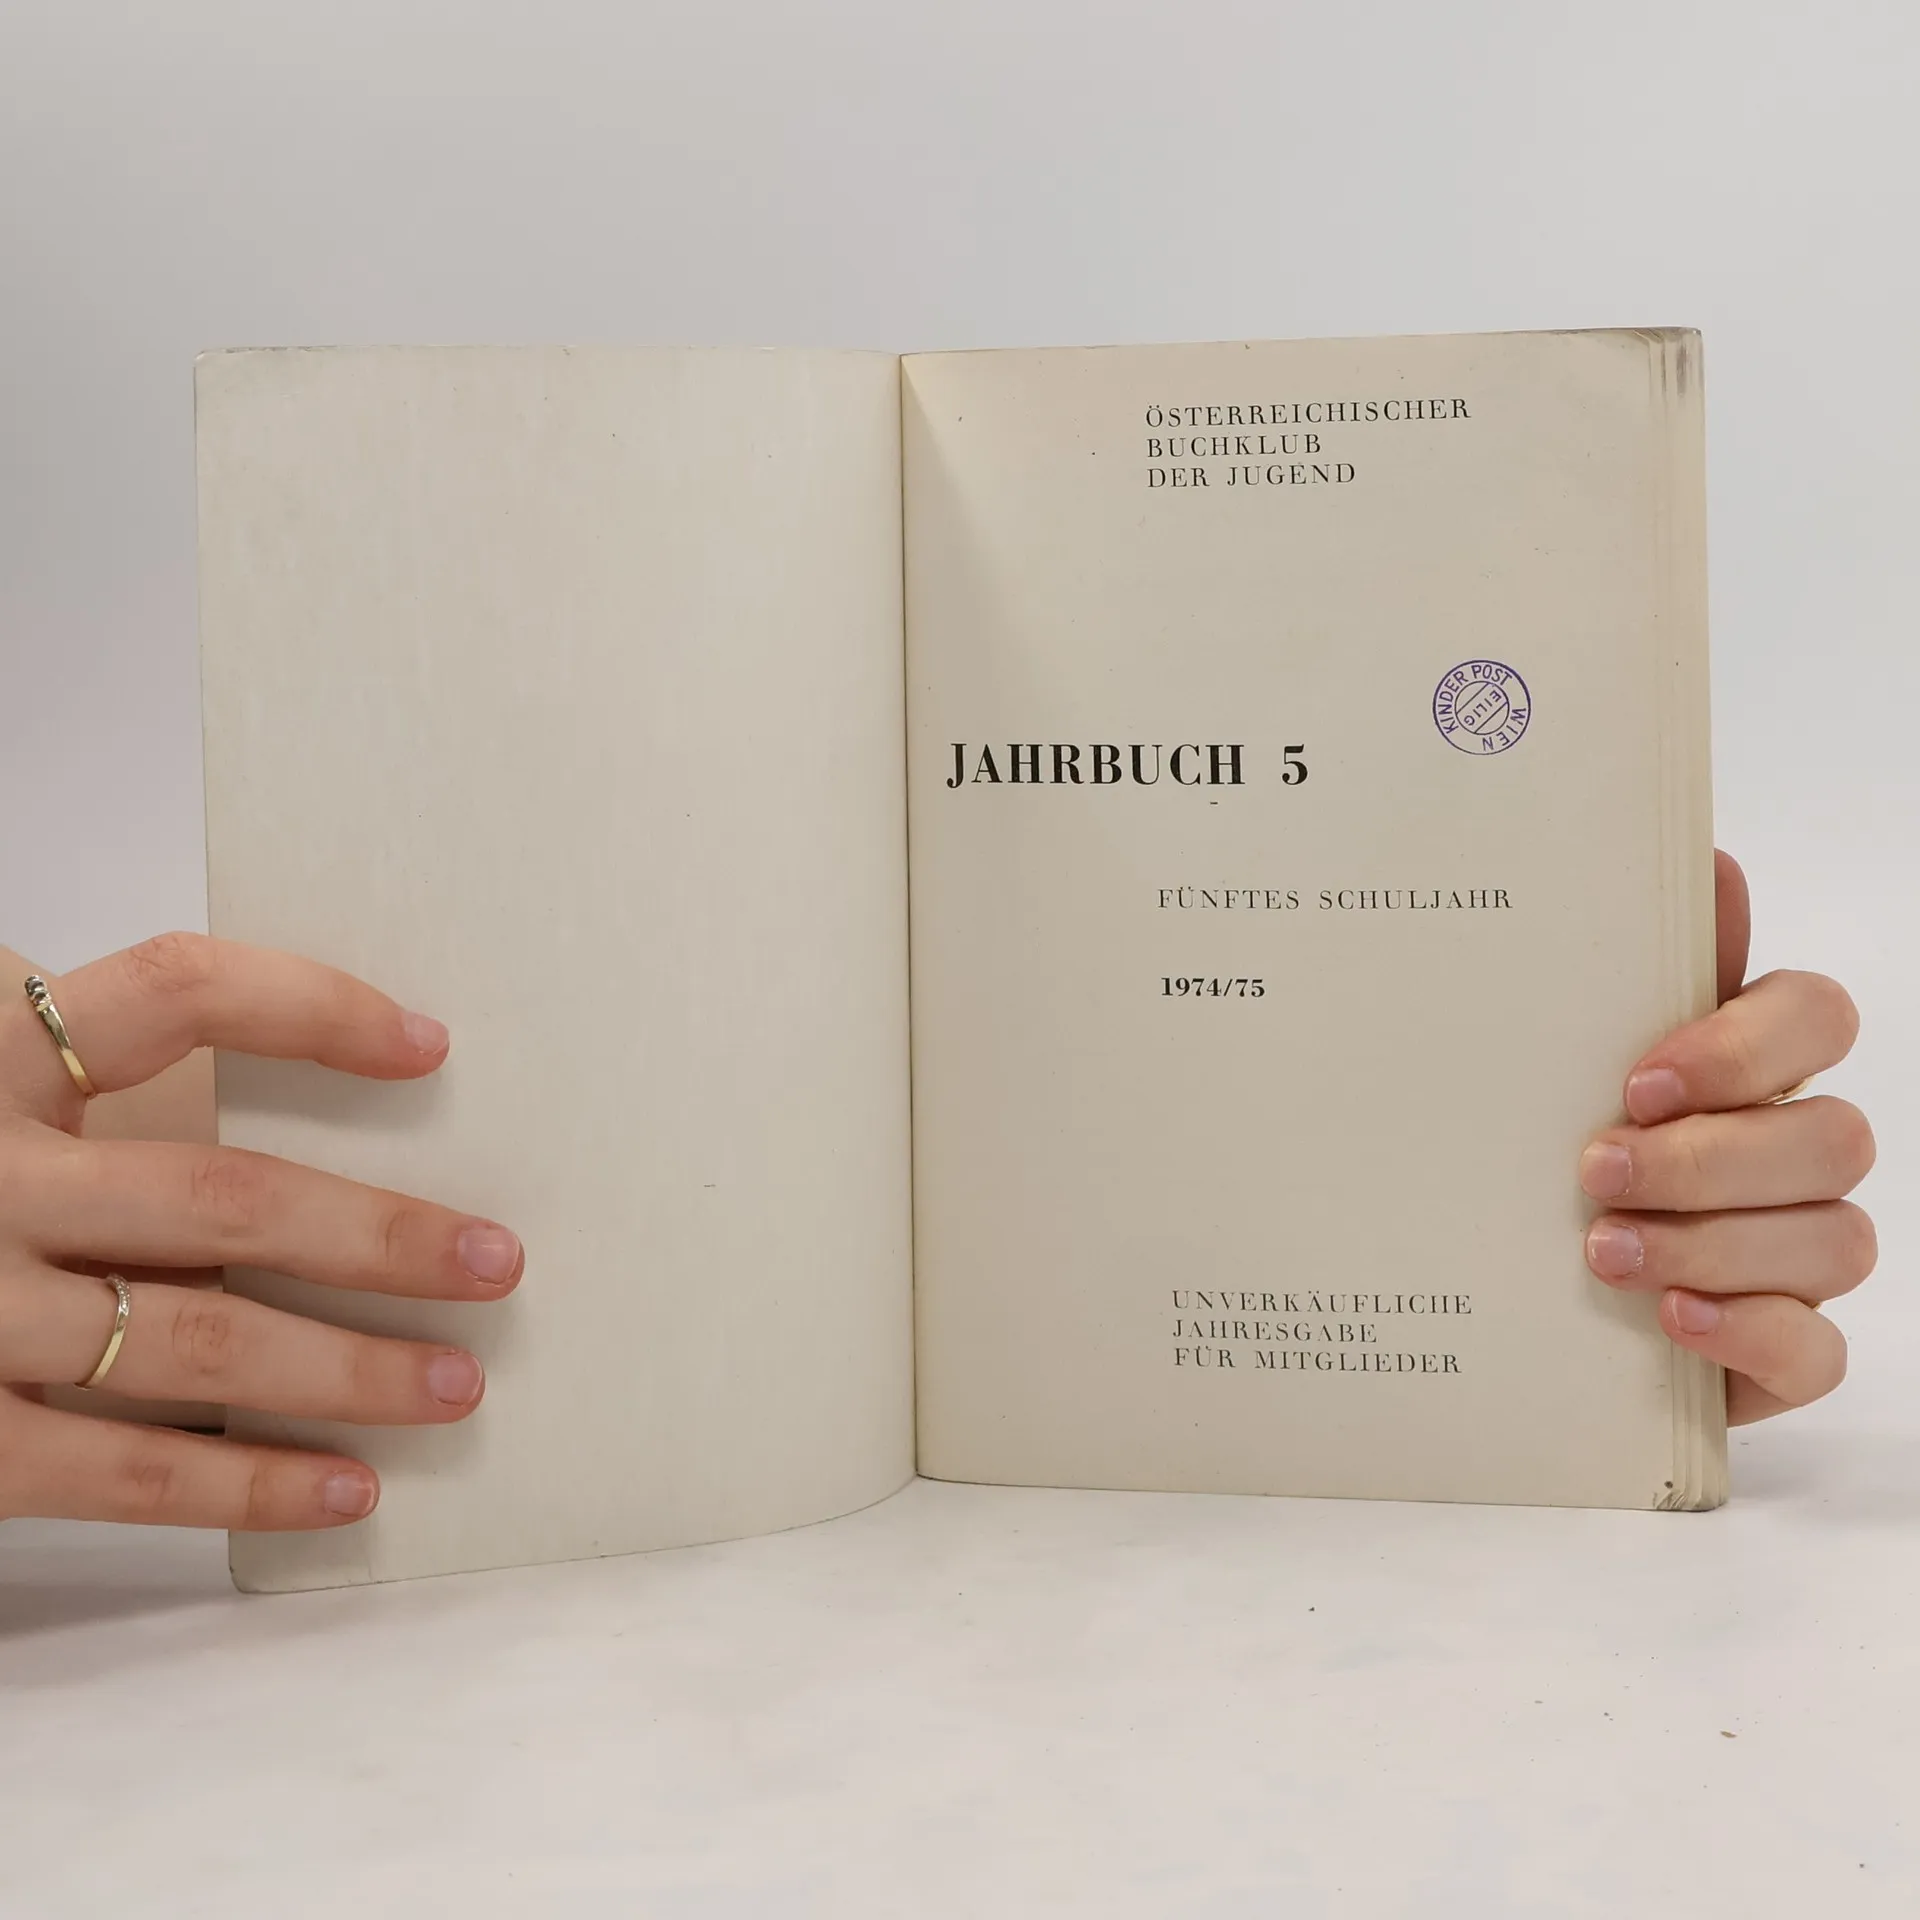 ÖSTERREICHISCHER
BUCHKLUB
DER JUGEND
KINDER POST
EILIG
WIEN
JAHRBUCH 5
FÜNFTES SCHULJAHR
1974/75
UNVERKÄUFLICHE
JAHRESGABE
FÜR MITGLIEDER